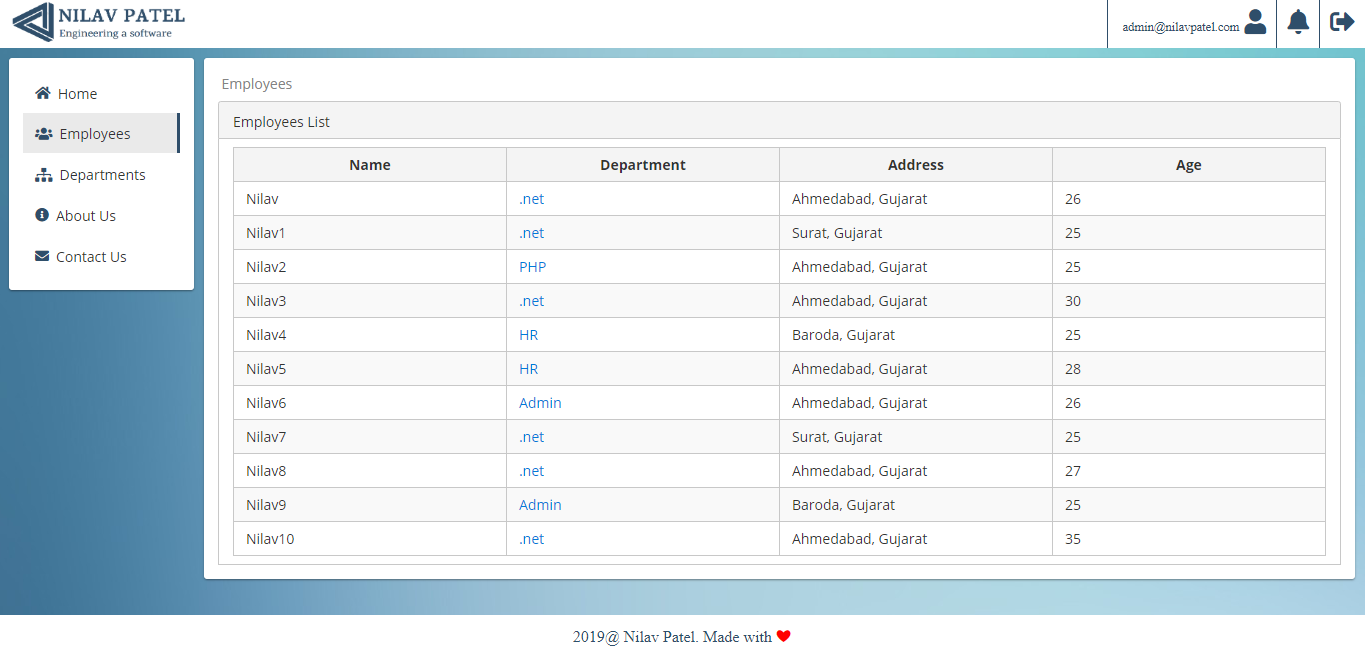 NILAV PATEL
Engineering a software
admin@nilavpatel.com
Home
Employees
Departments
About Us
Contact Us
Employees
Employees List
Name Department Address Age
Nilav .net Ahmedabad, Gujarat 26
Nilav1 .net Surat, Gujarat 25
Nilav2 PHP Ahmedabad, Gujarat 25
Nilav3 .net Ahmedabad, Gujarat 30
Nilav4 HR Baroda, Gujarat 25
Nilav5 HR Ahmedabad, Gujarat 28
Nilav6 Admin Ahmedabad, Gujarat 26
Nilav7 .net Surat, Gujarat 25
Nilav8 .net Ahmedabad, Gujarat 27
Nilav9 Admin Baroda, Gujarat 25
Nilav10 .net Ahmedabad, Gujarat 35
2019@ Nilav Patel. Made with